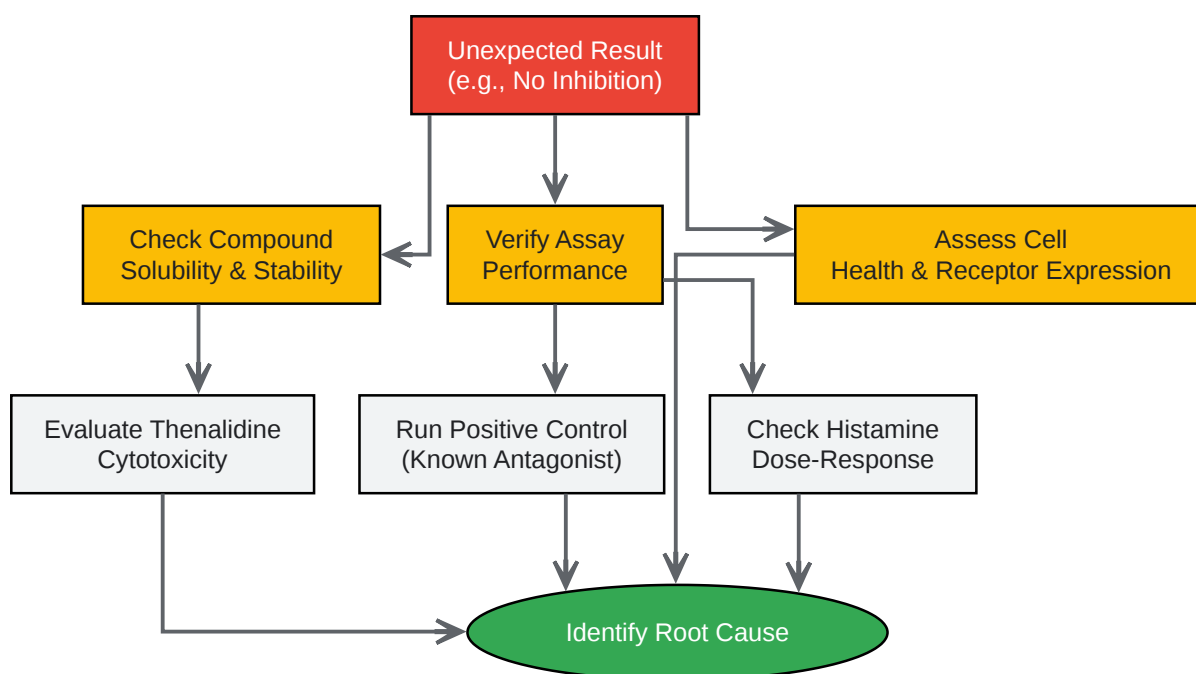 Unexpected Result
(e.g., No Inhibition)
Check Compound
Solubility & Stability
Verify Assay
Performance
Assess Cell
Health & Receptor Expression
Evaluate Thenalidine
Cytotoxicity
Run Positive Control
(Known Antagonist)
Check Histamine
Dose-Response
Identify Root Cause